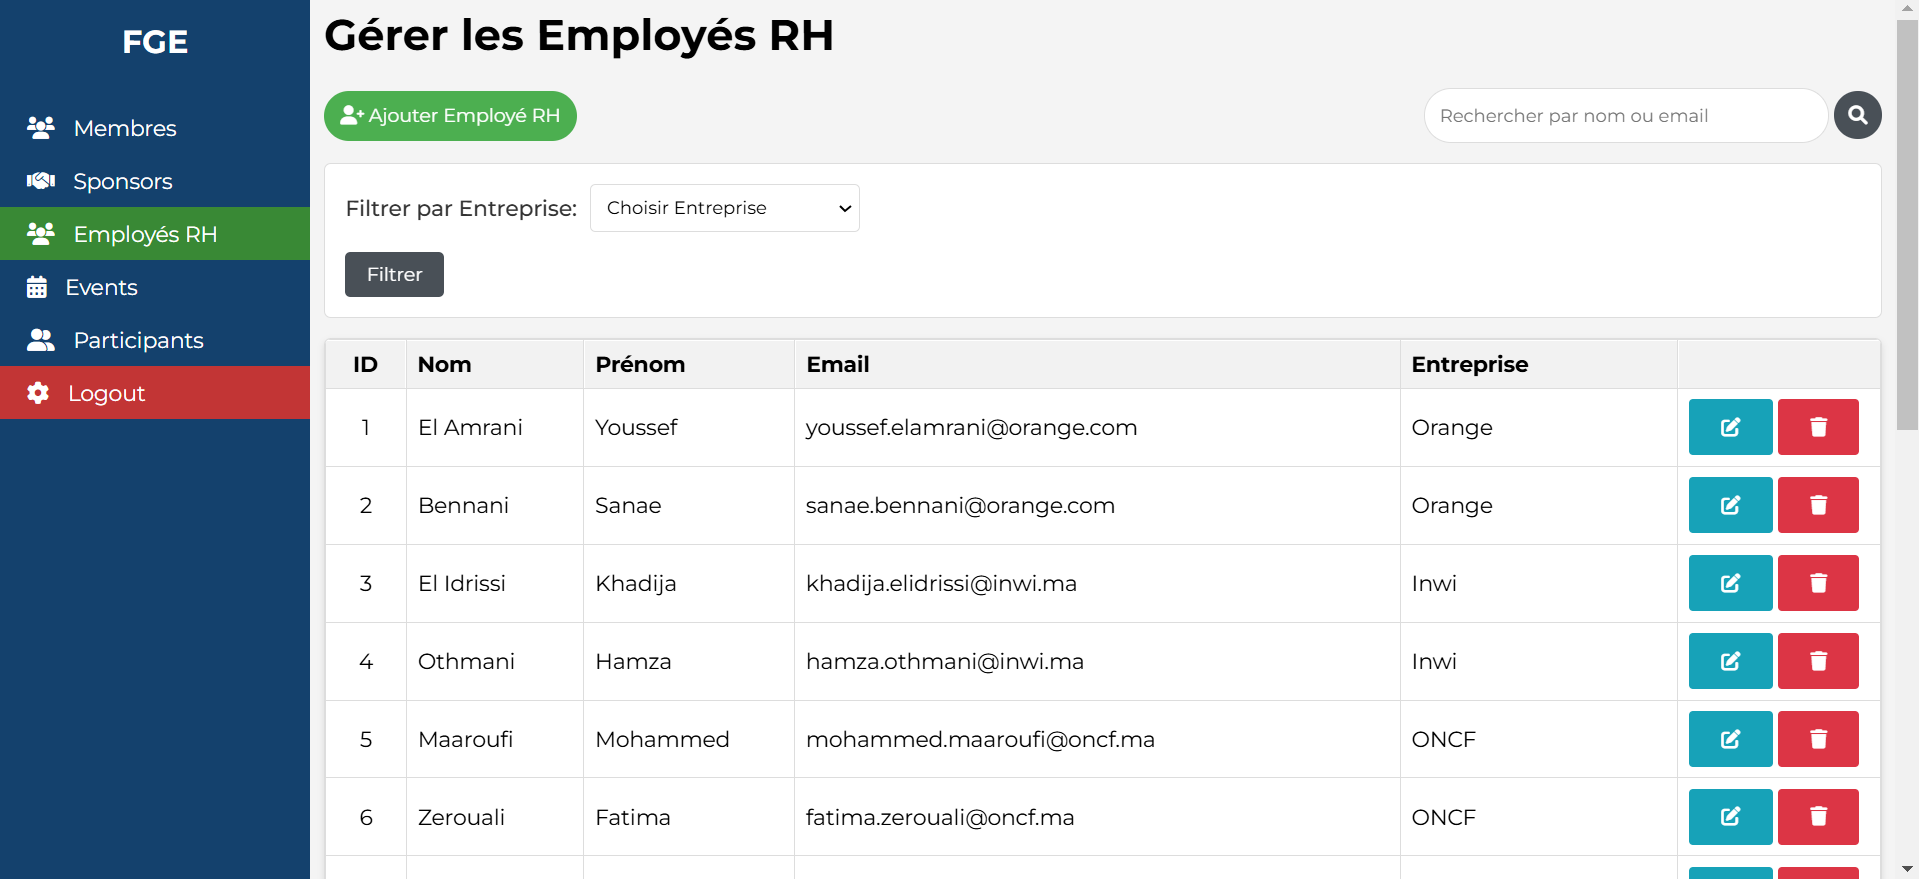 FGE
Membres
Sponsors
Employés RH
Events
Participants
Logout
Gérer les Employés RH
Ajouter Employé RH
Rechercher par nom ou email
Filtrer par Entreprise: Choisir Entreprise
Filtrer
ID Nom Prénom Email Entreprise
1 El Amrani Youssef youssef.elamrani@orange.com Orange
2 Bennani Sanae sanae.bennani@orange.com Orange
3 El Idrissi Khadija khadija.elidrissi@inwi.ma Inwi
4 Othmani Hamza hamza.othmani@inwi.ma Inwi
5 Maaroufi Mohammed mohammed.maaroufi@oncf.ma ONCF
6 Zerouali Fatima fatima.zerouali@oncf.ma ONCF